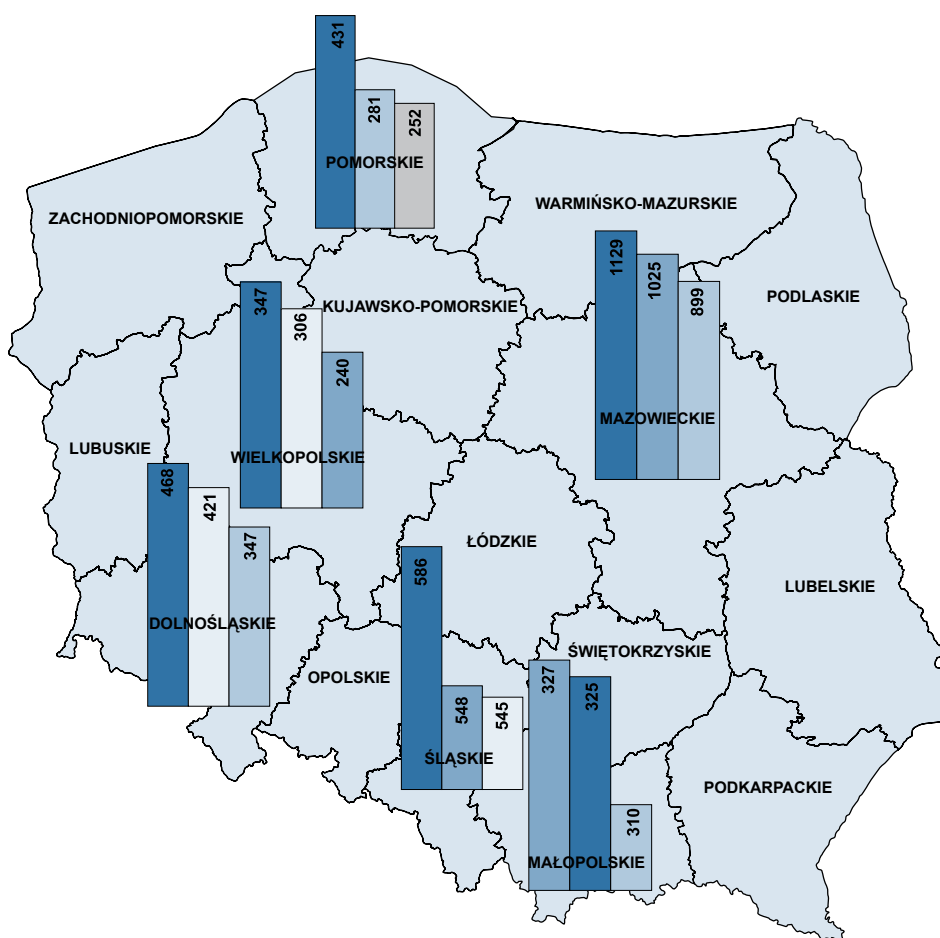 431
281
252
POMORSKIE
ZACHODNIOPOMORSKIE
WARMIŃSKO-MAZURSKIE
1129
1025
899
PODLASKIE
347
306
240
KUJAWSKO-POMORSKIE
MAZOWIECKIE
LUBUSKIE
WIELKOPOLSKIE
468
421
347
ŁÓDZKIE
LUBELSKIE
586
548
545
DOLNOŚLĄSKIE
ŚWIĘTOKRZYSKIE
OPOLSKIE
327
325
310
ŚLĄSKIE
PODKARPACKIE
MAŁOPOLSKIE